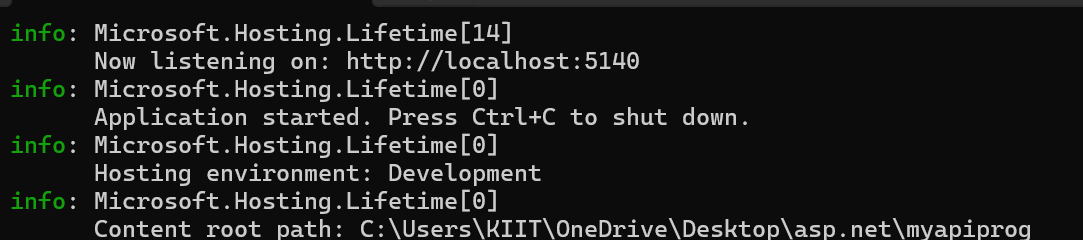 info: Microsoft.Hosting.Lifetime[14]
Now listening on: http://localhost:5140
info: Microsoft.Hosting.Lifetime[0]
Application started. Press Ctrl+C to shut down.
info: Microsoft.Hosting.Lifetime[0]
Hosting environment: Development
info: Microsoft.Hosting.Lifetime[0]
Content root path: C:\Users\KIIT\OneDrive\Desktop\asp.net\myapiprog